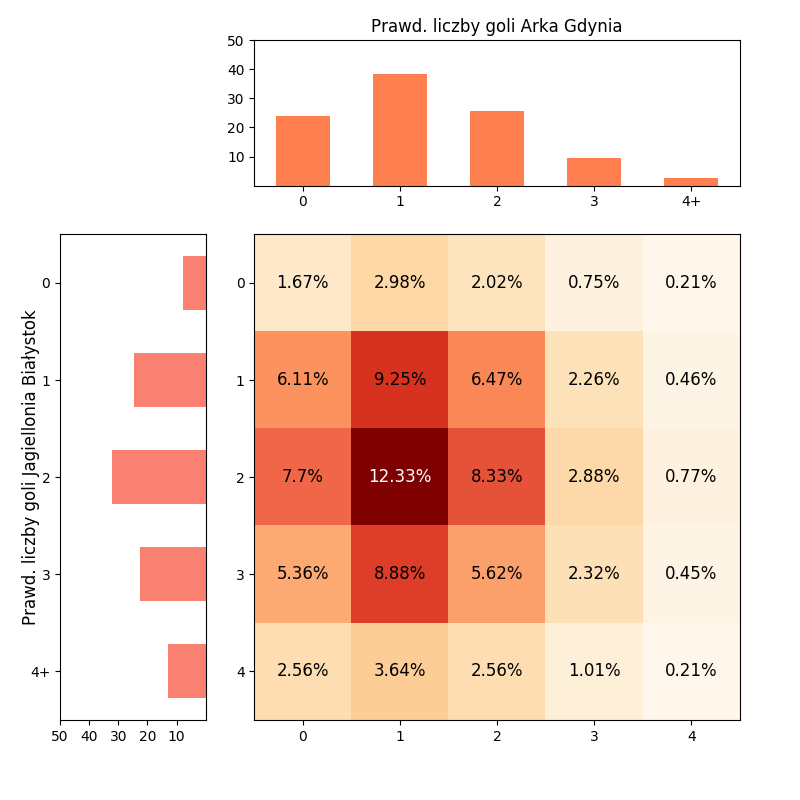 Prawd. liczby goli Arka Gdynia
50
40
30
20
10
0 1 2 3 4+
Prawd. liczby goli Jagiellonia Białystok
0
1
2
3
4+
50 40 30 20 10
0 1.67% 2.98% 2.02% 0.75% 0.21%
1 6.11% 9.25% 6.47% 2.26% 0.46%
2 7.7% 12.33% 8.33% 2.88% 0.77%
3 5.36% 8.88% 5.62% 2.32% 0.45%
4 2.56% 3.64% 2.56% 1.01% 0.21%
0 1 2 3 4